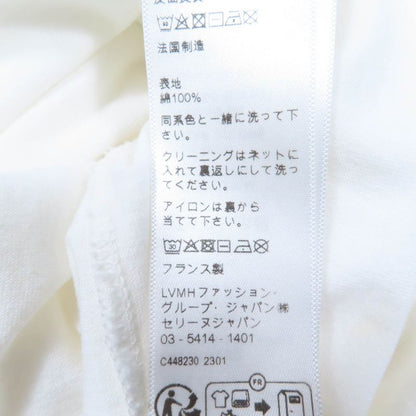 法国制造
表地
綿100%
同系色と一緒に洗って下
さい。
クリーニングはネットに
入れて裏返しにして洗っ
てください。
アイロンは裏から
当てて下さい。
30
フランス製
LVMHファッション・
グループ・ジャパン㈱
セリーヌジャパン
03-5414-1401
C448230 2301
FR